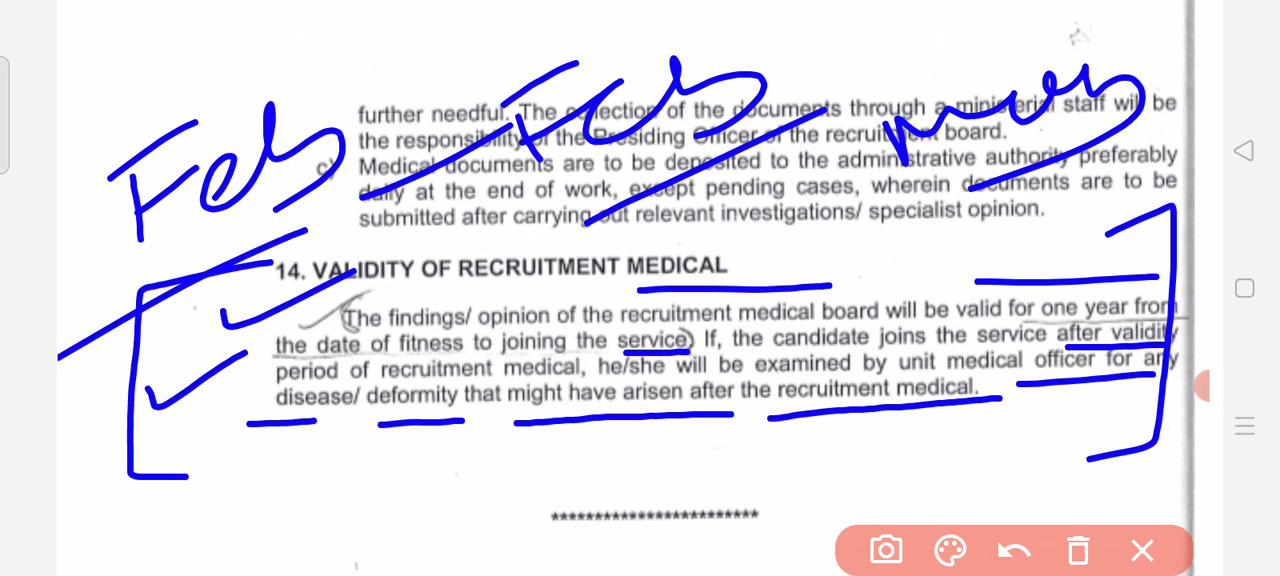 further needful. The collection of the documents through a ministerial staff will be
the responsibility of the Presiding Officer of the recruitment board.
c) Medical documents are to be deposited to the administrative authority preferably
daily at the end of work, except pending cases, wherein documents are to be
submitted after carrying out relevant investigations/ specialist opinion.
14. VALIDITY OF RECRUITMENT MEDICAL
The findings/ opinion of the recruitment medical board will be valid for one year from
the date of fitness to joining the service) If, the candidate joins the service after validity
period of recruitment medical, he/she will be examined by unit medical officer for any
disease/ deformity that might have arisen after the recruitment medical.
************************
Feb Feb